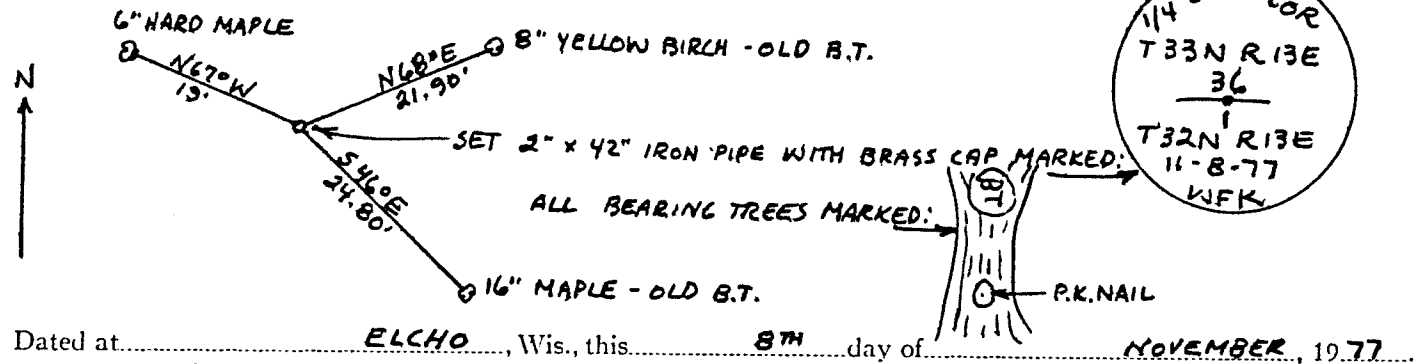 6" HARD MAPLE
N67°W
19'
N68°E
21.90'
8" YELLOW BIRCH - OLD B.T.
N
1/4 COR
T33N R13E
36
1
T32N R13E
11-8-77
WFK
SET 2" x 42" IRON PIPE WITH BRASS CAP MARKED:
S46°E
24.80'
ALL BEARING TREES MARKED:
BT
16" MAPLE - OLD B.T.
P.K. NAIL
Dated at ELCHO, Wis., this 8TH day of NOVEMBER, 1977